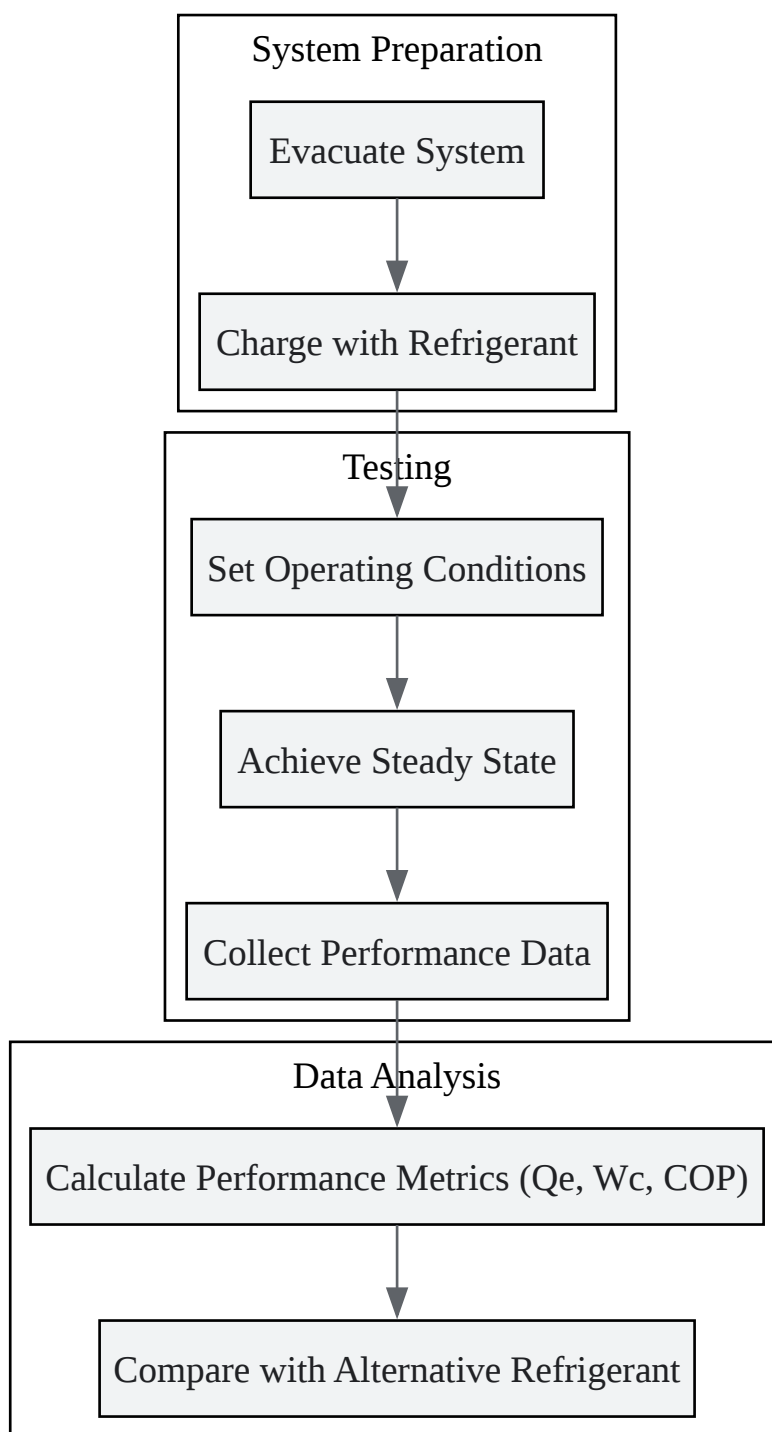 System Preparation
Evacuate System
Charge with Refrigerant
Testing
Set Operating Conditions
Achieve Steady State
Collect Performance Data
Data Analysis
Calculate Performance Metrics (Qe, Wc, COP)
Compare with Alternative Refrigerant